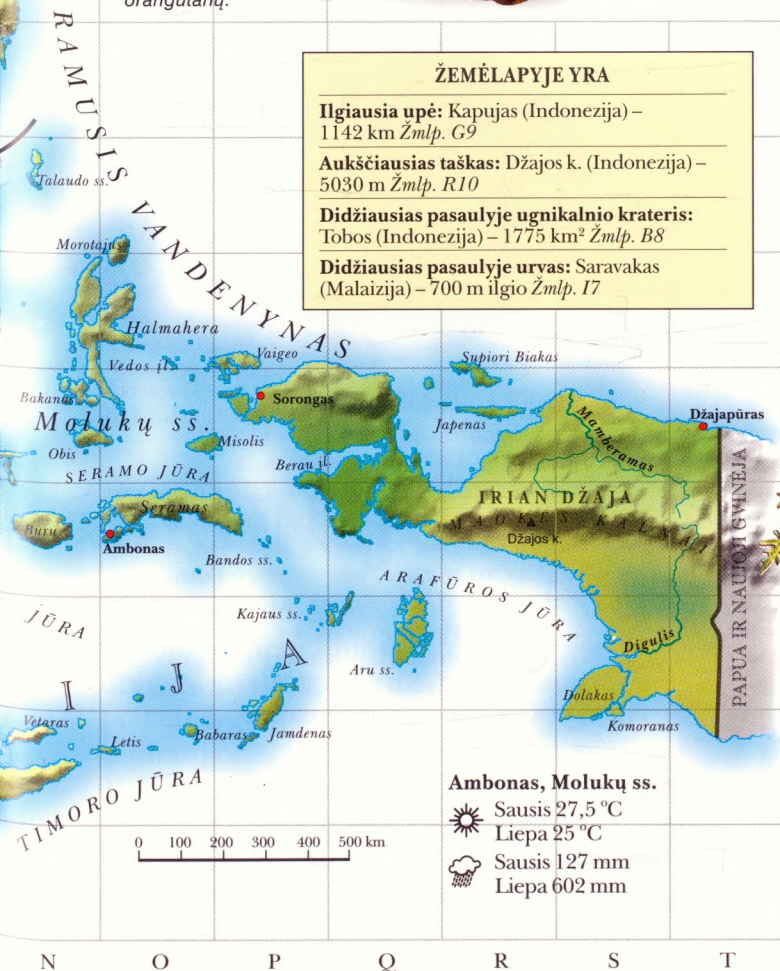 orangutanų.
RAMUSIS VANDENYNAS
ŽEMĖLAPYJE YRA
Ilgiausia upė: Kapujas (Indonezija) –
1142 km Žmlp. G9
Aukščiausias taškas: Džajos k. (Indonezija) –
5030 m Žmlp. R10
Didžiausias pasaulyje ugnikalnio krateris:
Tobos (Indonezija) – 1775 km² Žmlp. B8
Didžiausias pasaulyje urvas: Saravakas
(Malaizija) – 700 m ilgio Žmlp. I7
Talaudo ss.
Morotajus
Halmahera
Vaigeo
Supiori Biakas
Vedos įl.
Bakanas
Sorongas
Džajapūras
Molukų ss.
Misolis
Japenas
Mamberamas
Obis
SERAMO JŪRA
Berau įl.
IRIAN DŽAJA
Seramas
MAOKĖS KALNAI
Buru
Džajos k.
Ambonas
Bandos ss.
PAPUA IR NAUJOJI GVINĖJA
ARAFŪROS JŪRA
Kajaus ss.
JŪRA
Digulis
Aru ss.
I J A
Dolakas
Vetaras
Komoranas
Letis
Babaras
Jamdenas
TIMORO JŪRA
Ambonas, Molukų ss.
Sausis 27,5 °C
Liepa 25 °C
Sausis 127 mm
Liepa 602 mm
0 100 200 300 400 500 km
N O P Q R S T